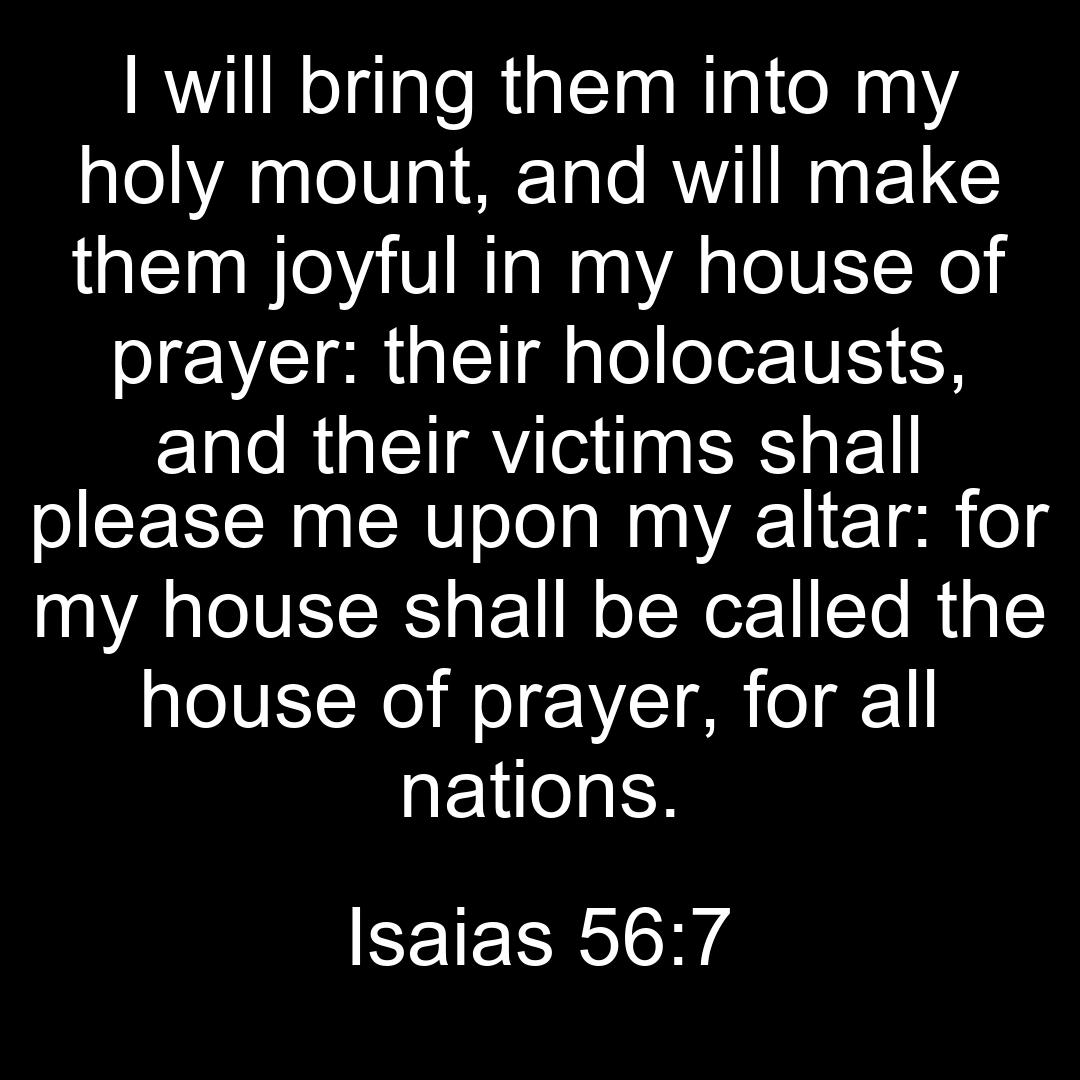 I will bring them into my
holy mount, and will make
them joyful in my house of
prayer: their holocausts,
and their victims shall
please me upon my altar: for
my house shall be called the
house of prayer, for all
nations.
Isaias 56:7